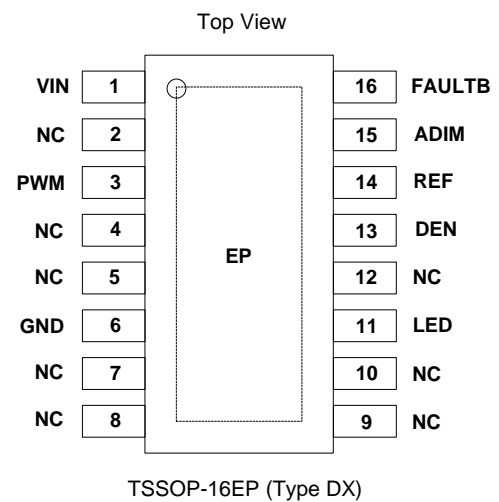 Top View
VIN 1 16 FAULTB
NC 2 15 ADIM
PWM 3 14 REF
NC 4 13 DEN
EP
NC 5 12 NC
GND 6 11 LED
NC 7 10 NC
NC 8 9 NC
TSSOP-16EP (Type DX)